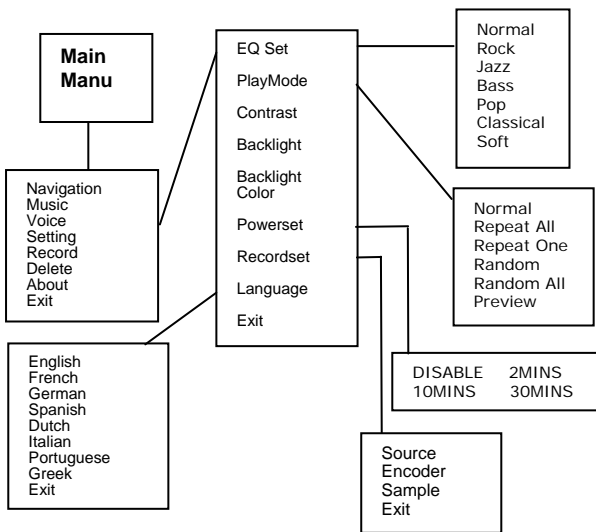 Main
Manu
Navigation
Music
Voice
Setting
Record
Delete
About
Exit
English
French
German
Spanish
Dutch
Italian
Portuguese
Greek
Exit
EQ Set
PlayMode
Contrast
Backlight
Backlight
Color
Powerset
Recordset
Language
Exit
Normal
Rock
Jazz
Bass
Pop
Classical
Soft
Normal
Repeat All
Repeat One
Random
Random All
Preview
DISABLE 2MINS
10MINS 30MINS
Source
Encoder
Sample
Exit